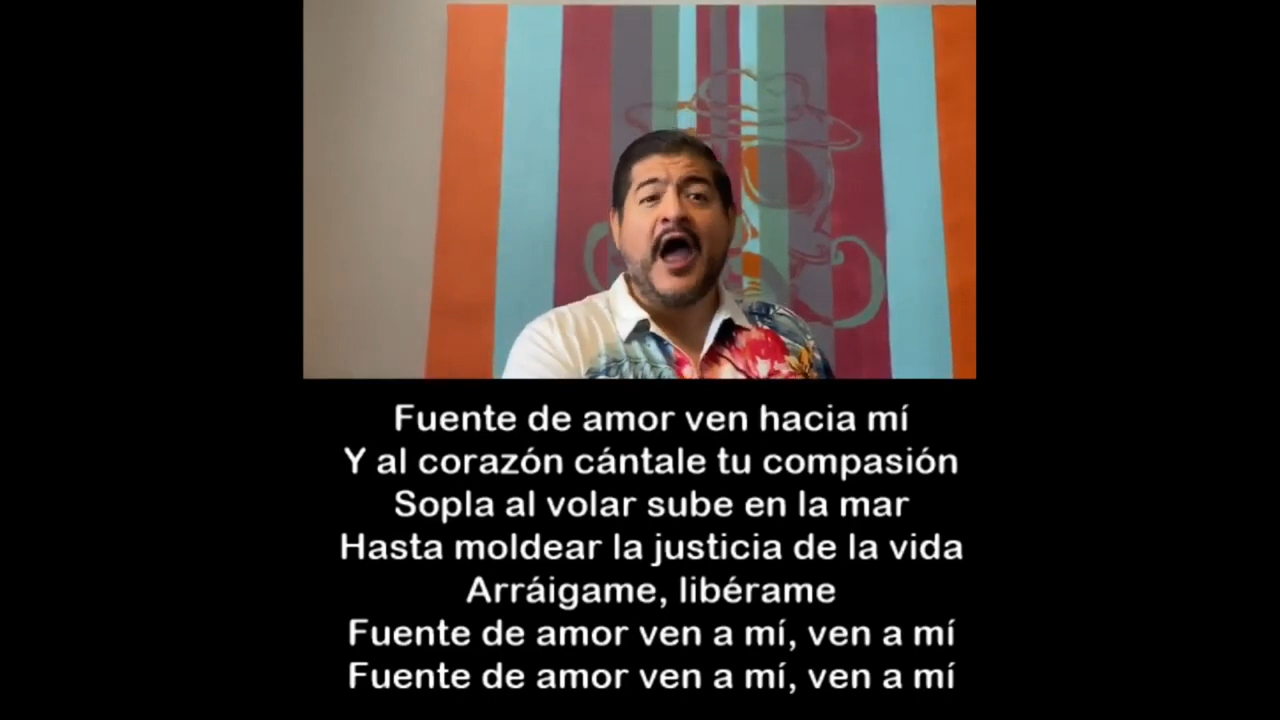 Fuente de amor ven hacia mí
Y al corazón cántale tu compasión
Sopla al volar sube en la mar
Hasta moldear la justicia de la vida
Arráigame, libérame
Fuente de amor ven a mí, ven a mí
Fuente de amor ven a mí, ven a mí